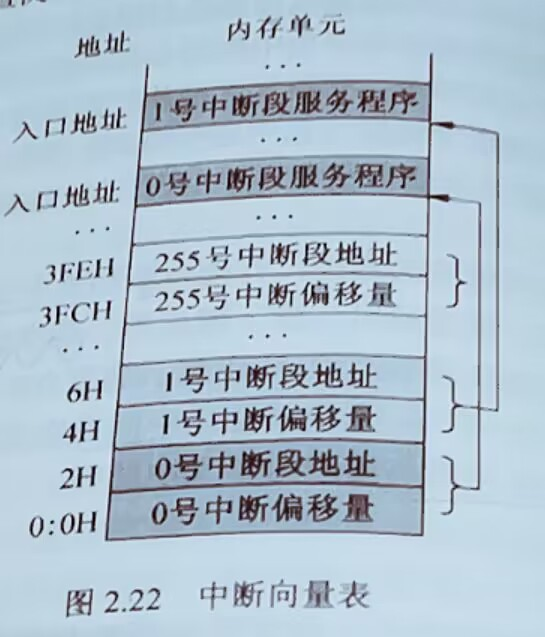 地址 内存单元
···
入口地址 1号中断段服务程序
···
入口地址 0号中断段服务程序
··· ···
3FEH 255号中断段地址
3FCH 255号中断偏移量
··· ···
6H 1号中断段地址
4H 1号中断偏移量
2H 0号中断段地址
0:0H 0号中断偏移量
图 2.22 中断向量表